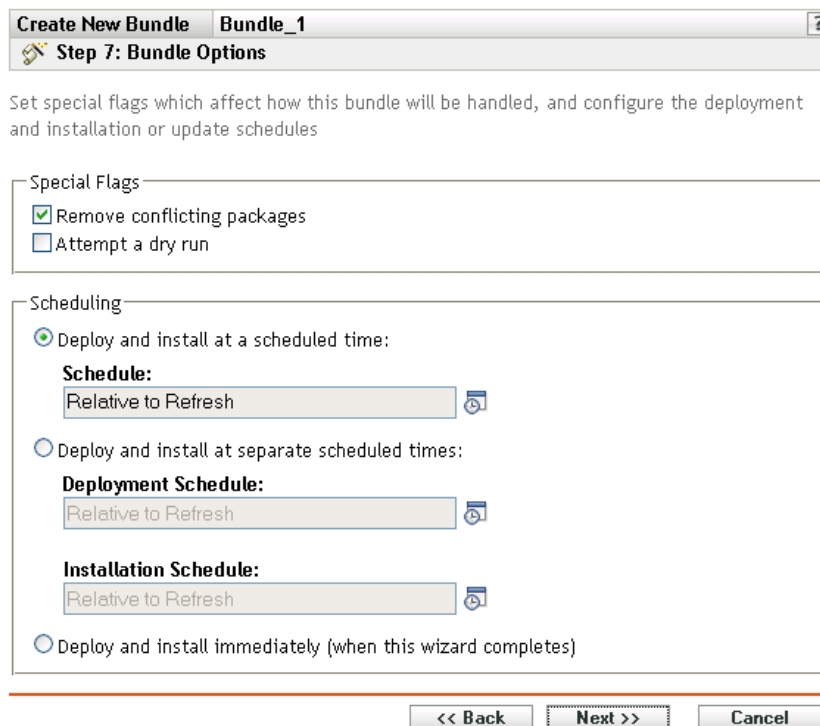 Create New Bundle Bundle_1
Step 7: Bundle Options
Set special flags which affect how this bundle will be handled, and configure the deployment
and installation or update schedules
Special Flags
Remove conflicting packages
Attempt a dry run
Scheduling
Deploy and install at a scheduled time:
Schedule:
Relative to Refresh
Deploy and install at separate scheduled times:
Deployment Schedule:
Relative to Refresh
Installation Schedule:
Relative to Refresh
Deploy and install immediately (when this wizard completes)
<< Back Next >> Cancel